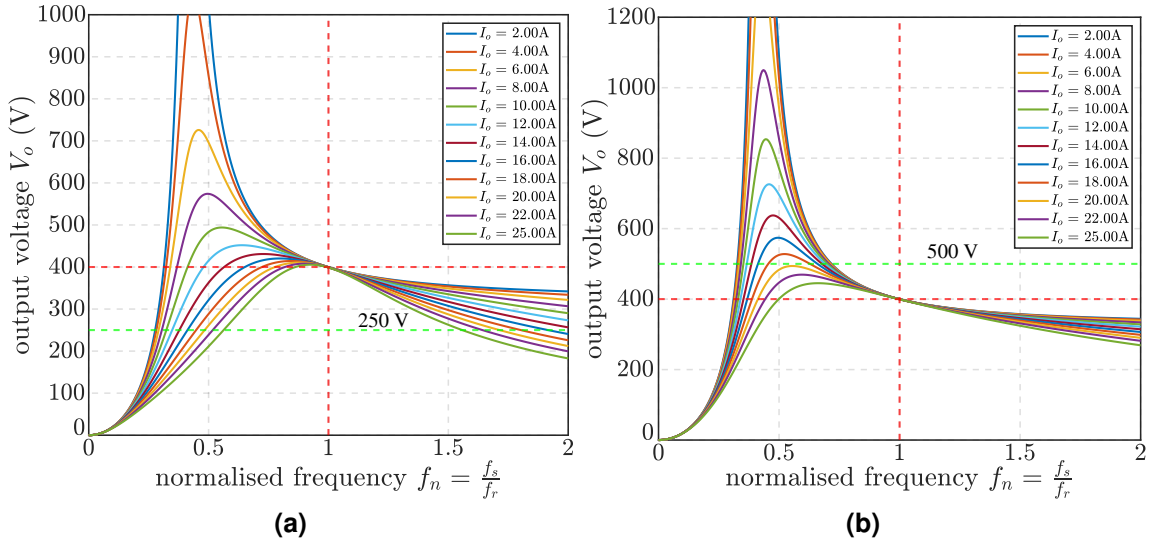 1000
900
800
700
600
500
400
300
200
100
0
output voltage V_o (V)
I_o = 2.00A
I_o = 4.00A
I_o = 6.00A
I_o = 8.00A
I_o = 10.00A
I_o = 12.00A
I_o = 14.00A
I_o = 16.00A
I_o = 18.00A
I_o = 20.00A
I_o = 22.00A
I_o = 25.00A
250 V
0 0.5 1 1.5 2
normalised frequency f_n = f_s/f_r
(a)
1200
1000
800
600
400
200
0
output voltage V_o (V)
I_o = 2.00A
I_o = 4.00A
I_o = 6.00A
I_o = 8.00A
I_o = 10.00A
I_o = 12.00A
I_o = 14.00A
I_o = 16.00A
I_o = 18.00A
I_o = 20.00A
I_o = 22.00A
I_o = 25.00A
500 V
0 0.5 1 1.5 2
normalised frequency f_n = f_s/f_r
(b)